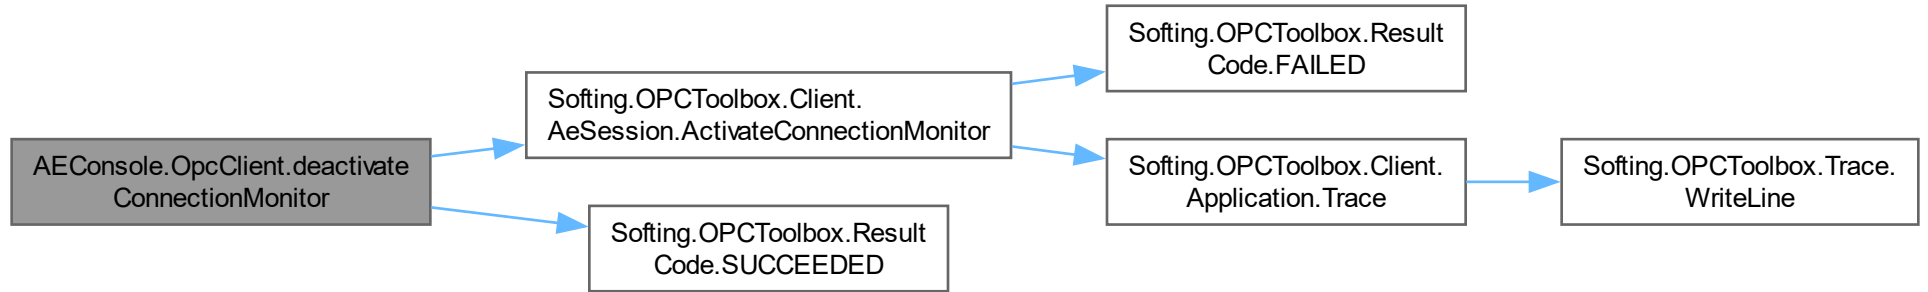 AEConsole.OpcClient.deactivate
ConnectionMonitor
Softing.OPCToolbox.Client.
AeSession.ActivateConnectionMonitor
Softing.OPCToolbox.Result
Code.FAILED
Softing.OPCToolbox.Client.
Application.Trace
Softing.OPCToolbox.Trace.
WriteLine
Softing.OPCToolbox.Result
Code.SUCCEEDED